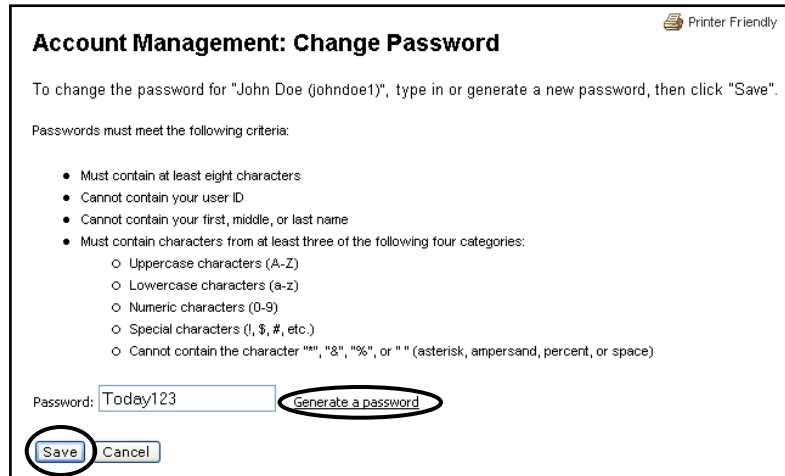 Printer Friendly
Account Management: Change Password
To change the password for "John Doe (johndoe1)", type in or generate a new password, then click "Save".
Passwords must meet the following criteria:
● Must contain at least eight characters
● Cannot contain your user ID
● Cannot contain your first, middle, or last name
● Must contain characters from at least three of the following four categories:
○ Uppercase characters (A-Z)
○ Lowercase characters (a-z)
○ Numeric characters (0-9)
○ Special characters (!, $, #, etc.)
○ Cannot contain the character "*", "&", "%", or " " (asterisk, ampersand, percent, or space)
Password: Today123 Generate a password
Save Cancel